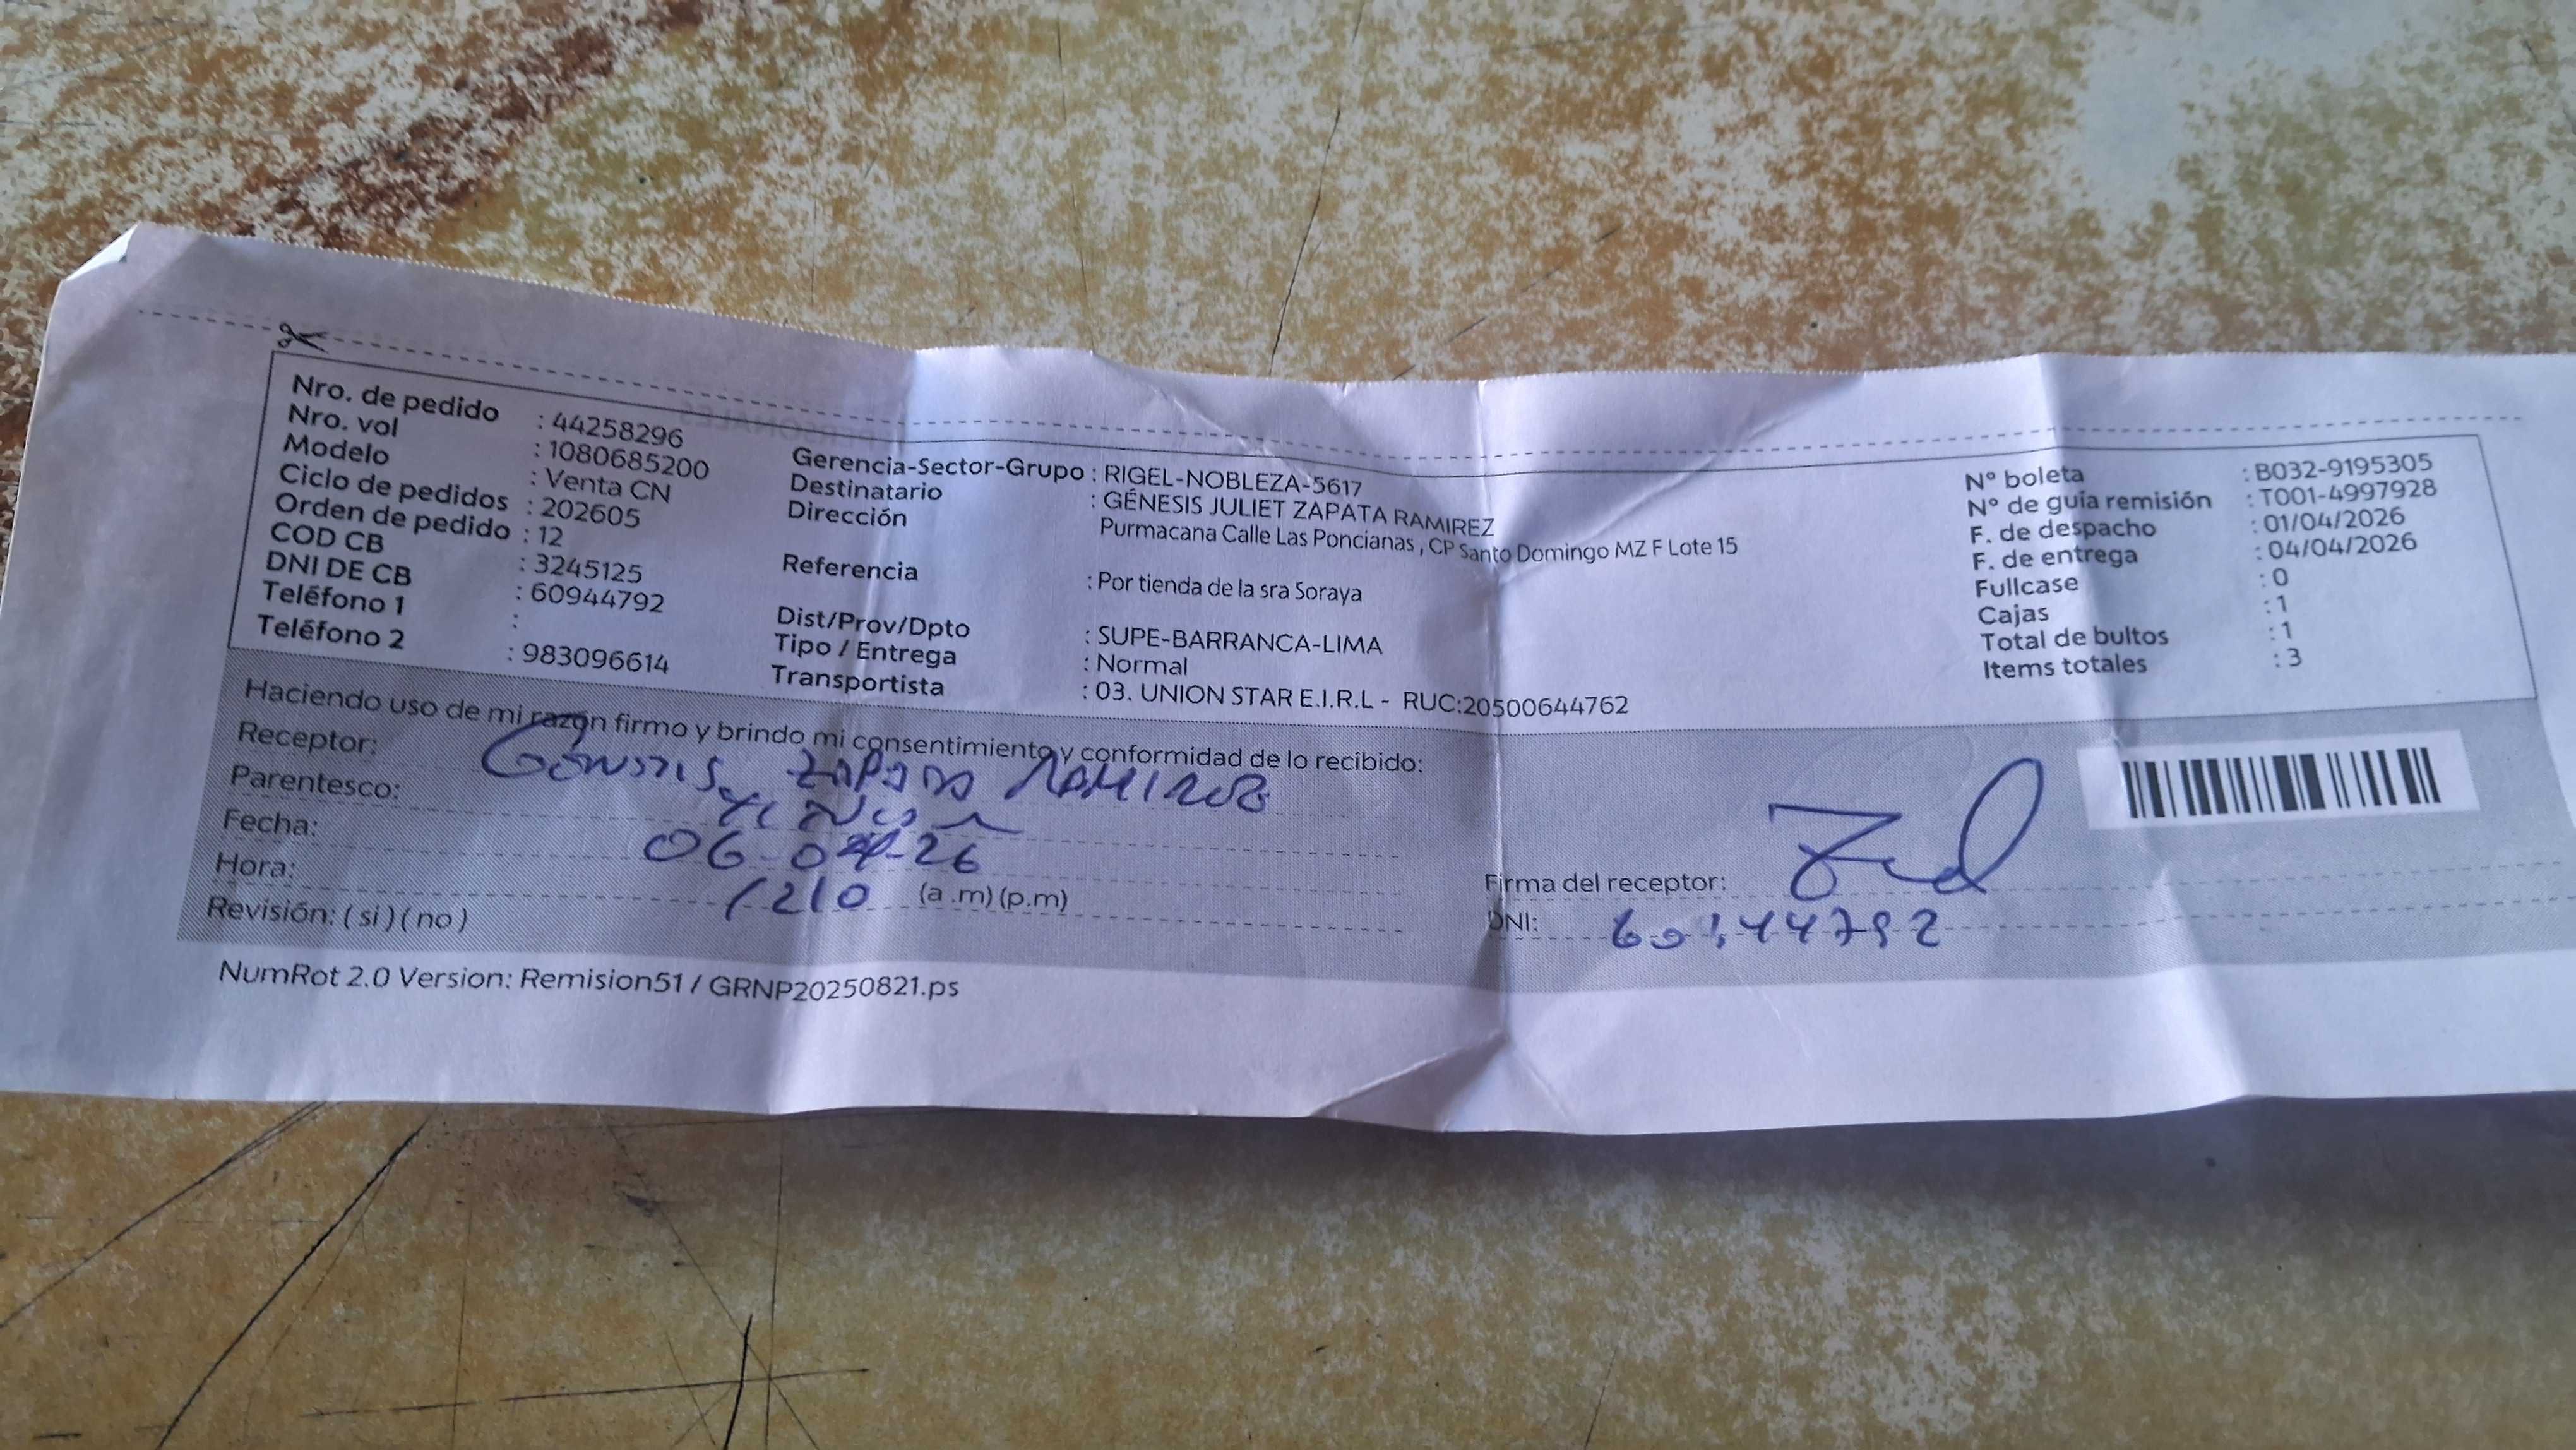 Nro. de pedido : 44258296
Nro. vol : 1080685200
Modelo : Venta CN
Ciclo de pedidos : 202605
Orden de pedido : 12
COD CB : 3245125
DNI DE CB : 60944792
Teléfono 1 :
Teléfono 2 : 983096614
Gerencia-Sector-Grupo : RIGEL-NOBLEZA-5617
Destinatario : GÉNESIS JULIET ZAPATA RAMIREZ
Dirección Purmacana Calle Las Poncianas , CP Santo Domingo MZ F Lote 15
Referencia : Por tienda de la sra Soraya
Dist/Prov/Dpto : SUPE-BARRANCA-LIMA
Tipo / Entrega : Normal
Transportista : 03. UNION STAR E.I.R.L - RUC:20500644762
N° boleta : B032-9195305
N° de guía remisión : T001-4997928
F. de despacho : 01/04/2026
F. de entrega : 04/04/2026
Fullcase : 0
Cajas : 1
Total de bultos : 1
Items totales : 3
Haciendo uso de mi razón firmo y brindo mi consentimiento y conformidad de lo recibido:
Receptor: Genesis Zapata Ramirez
Parentesco:
Fecha: 06-04-26
Hora: 1210 (a .m) (p.m)
Revisión: ( si ) ( no )
Firma del receptor:
DNI: 60944792
NumRot 2.0 Version: Remision51 / GRNP20250821.ps